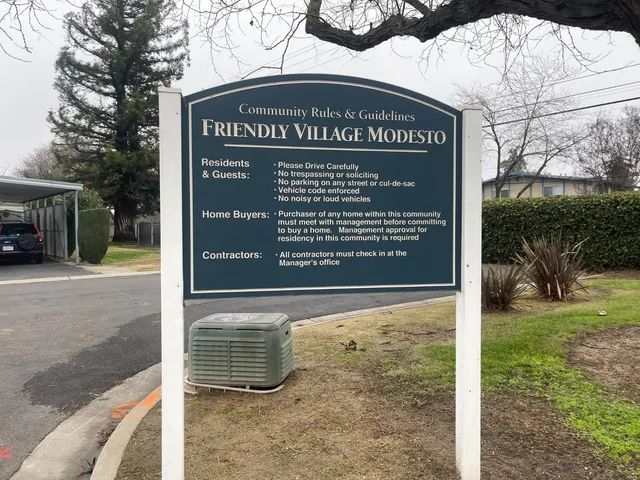 Community Rules & Guidelines
FRIENDLY VILLAGE MODESTO
Residents
& Guests:
· Please Drive Carefully
· No trespassing or soliciting
· No parking on any street or cul-de-sac
· Vehicle code enforced
· No noisy or loud vehicles
Home Buyers:
· Purchaser of any home within this community
must meet with management before committing
to buy a home. Management approval for
residency in this community is required
Contractors:
· All contractors must check in at the
Manager's office